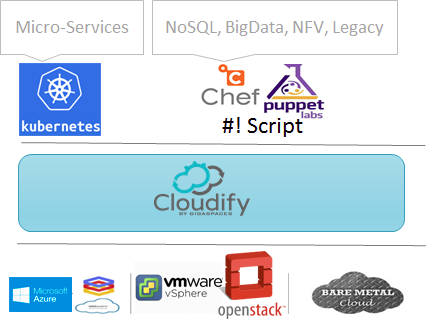 Micro-Services
NoSQL, BigData, NFV, Legacy
kubernetes
Chef
puppet
labs
#! Script
Cloudify
BY GIGASPACES
Microsoft
Azure
vmware
vSphere
openstack™
BARE METAL
Cloud